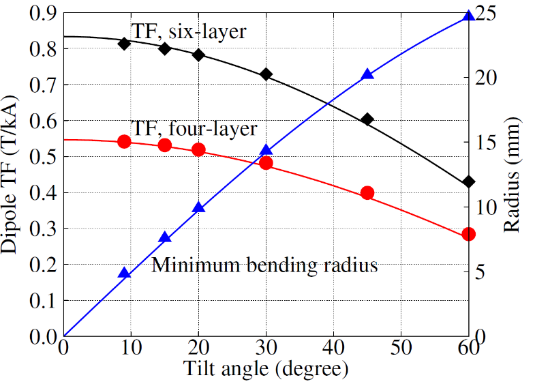 0.9
0.8
0.7
0.6
0.5
0.4
0.3
0.2
0.1
0.0
Dipole TF (T/kA)
TF, six-layer
TF, four-layer
Minimum bending radius
25
20
15
10
5
0
Radius (mm)
0 10 20 30 40 50 60
Tilt angle (degree)